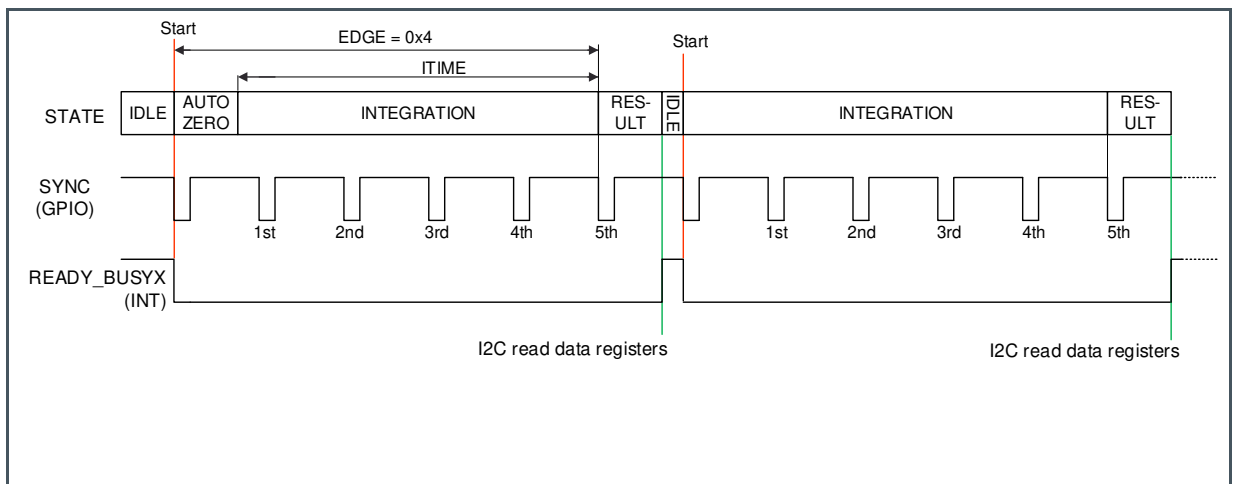 Start
EDGE = 0x4
Start
ITIME
STATE
IDLE
AUTO
ZERO
INTEGRATION
RES-
ULT
IDLE
INTEGRATION
RES-
ULT
SYNC
(GPIO)
1st 2nd 3rd 4th 5th 1st 2nd 3rd 4th 5th
READY_BUSYX
(INT)
I2C read data registers
I2C read data registers